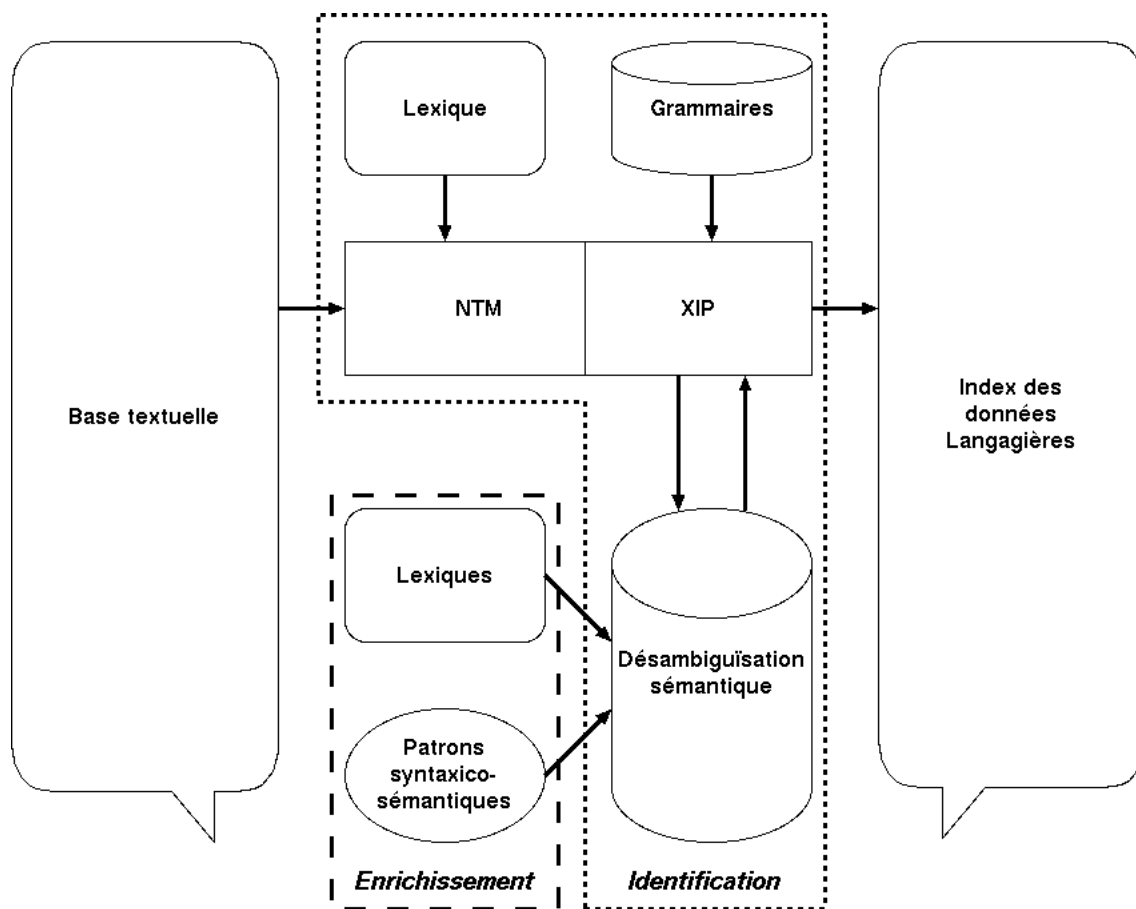 Lexique
Grammaires
NTM
XIP
Base textuelle
Index des
données
Langagières
Lexiques
Désambiguïsation
sémantique
Patrons
syntaxico-
sémantiques
Enrichissement
Identification